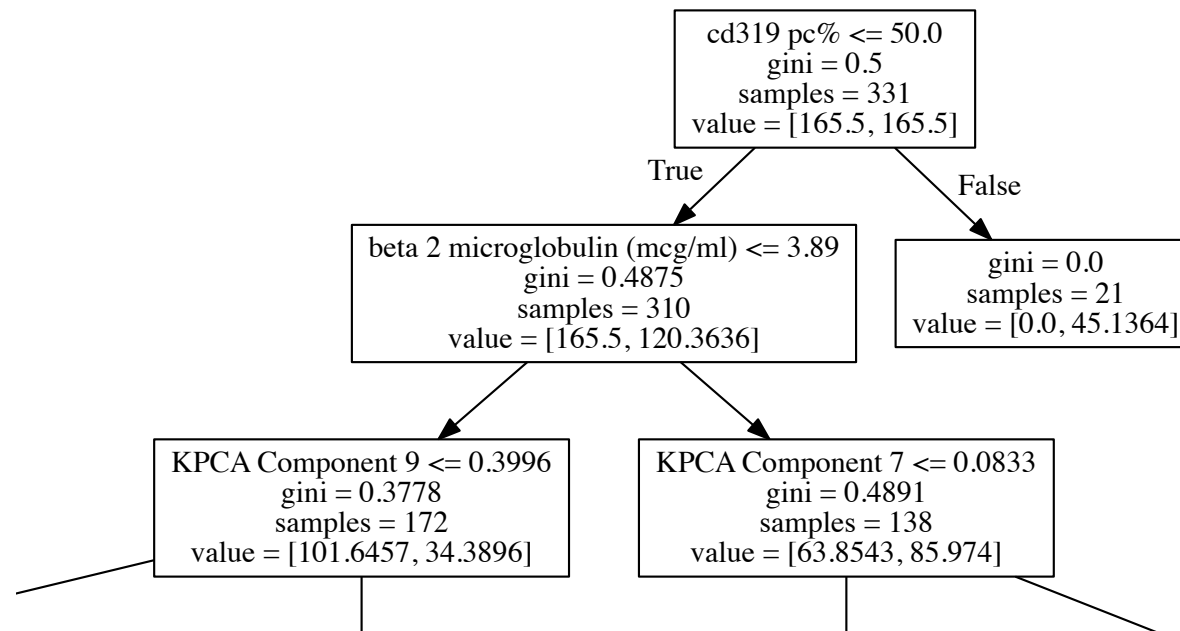 cd319 pc% <= 50.0
gini = 0.5
samples = 331
value = [165.5, 165.5]
True
False
beta 2 microglobulin (mcg/ml) <= 3.89
gini = 0.4875
samples = 310
value = [165.5, 120.3636]
gini = 0.0
samples = 21
value = [0.0, 45.1364]
KPCA Component 9 <= 0.3996
gini = 0.3778
samples = 172
value = [101.6457, 34.3896]
KPCA Component 7 <= 0.0833
gini = 0.4891
samples = 138
value = [63.8543, 85.974]